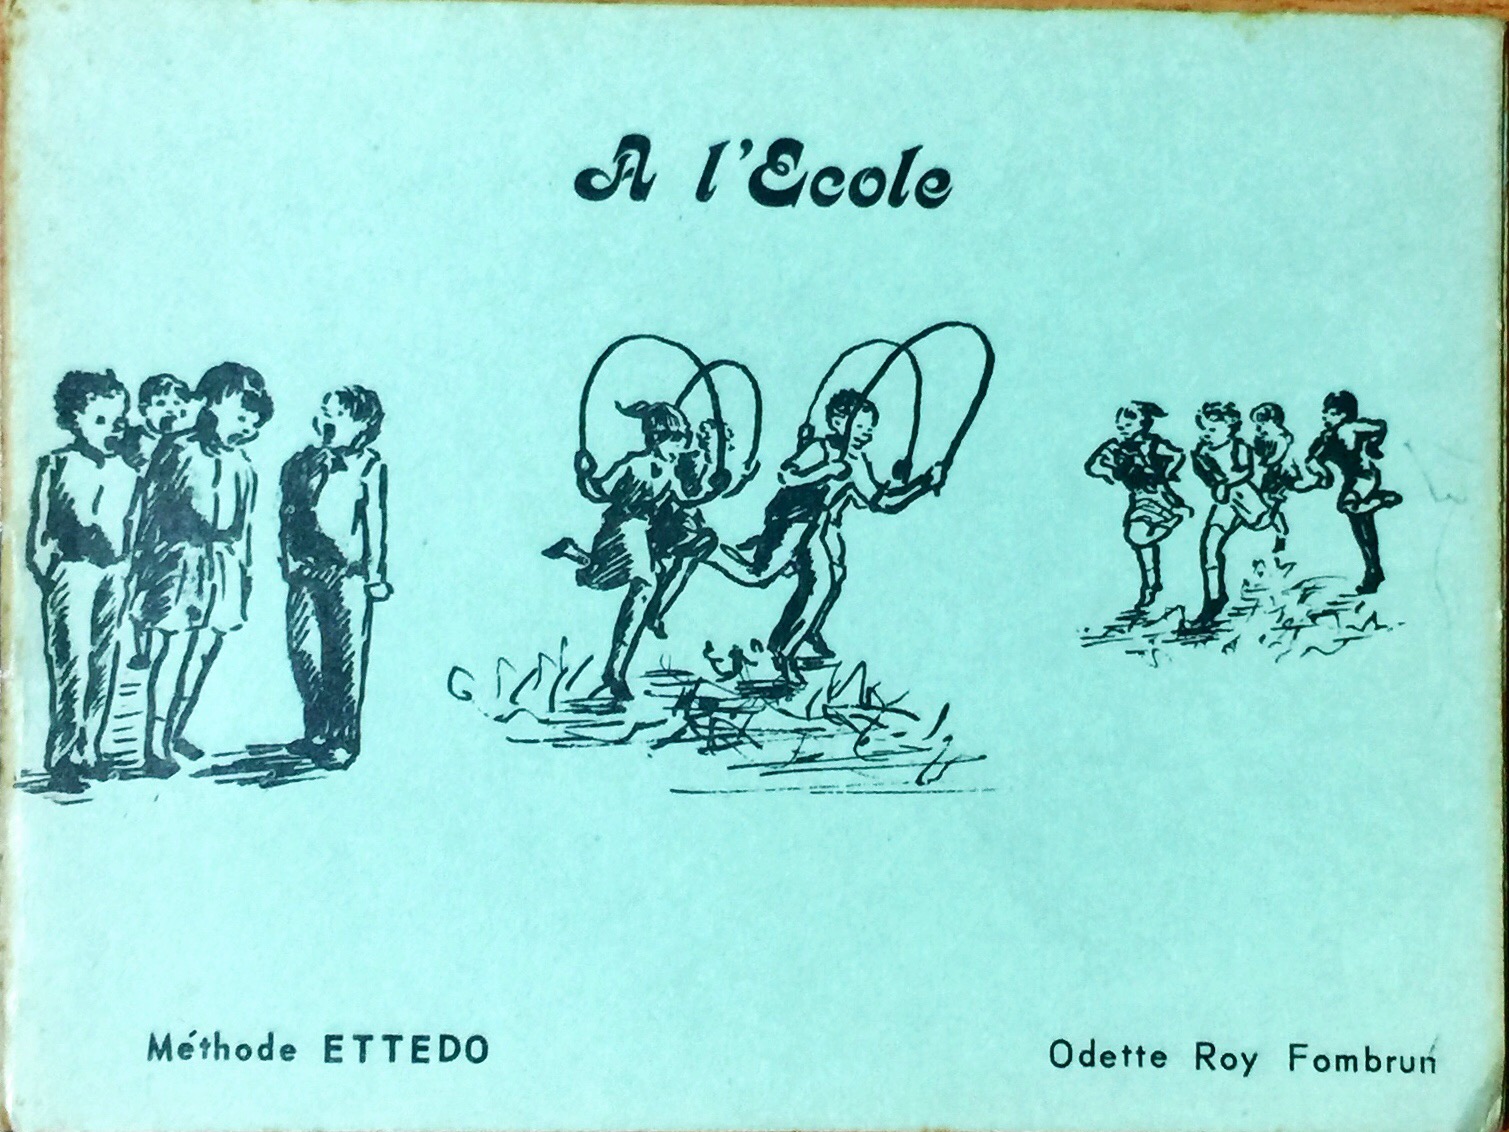 A l'Ecole
Méthode ETTEDO
Odette Roy Fombrun